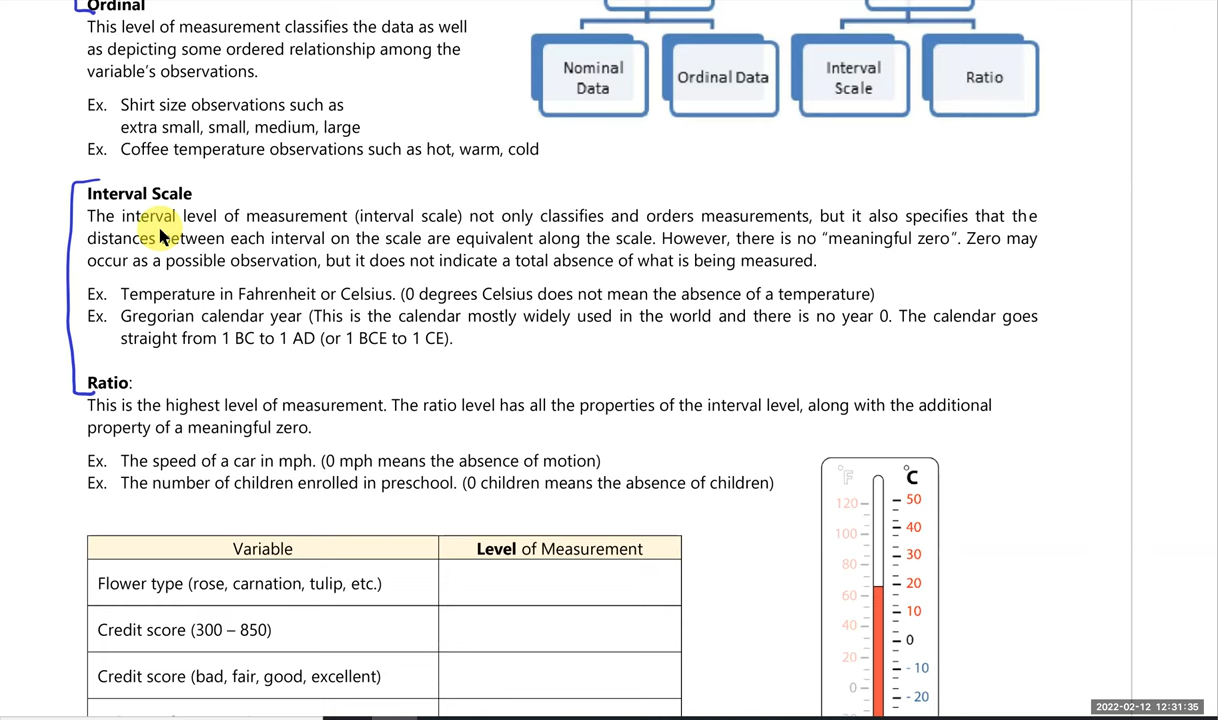 Ordinal
This level of measurement classifies the data as well
as depicting some ordered relationship among the
variable's observations.
Nominal
Data
Ordinal Data
Interval
Scale
Ratio
Ex. Shirt size observations such as
extra small, small, medium, large
Ex. Coffee temperature observations such as hot, warm, cold
Interval Scale
The interval level of measurement (interval scale) not only classifies and orders measurements, but it also specifies that the
distances between each interval on the scale are equivalent along the scale. However, there is no “meaningful zero”. Zero may
occur as a possible observation, but it does not indicate a total absence of what is being measured.
Ex. Temperature in Fahrenheit or Celsius. (0 degrees Celsius does not mean the absence of a temperature)
Ex. Gregorian calendar year (This is the calendar mostly widely used in the world and there is no year 0. The calendar goes
straight from 1 BC to 1 AD (or 1 BCE to 1 CE).
Ratio:
This is the highest level of measurement. The ratio level has all the properties of the interval level, along with the additional
property of a meaningful zero.
Ex. The speed of a car in mph. (0 mph means the absence of motion)
Ex. The number of children enrolled in preschool. (0 children means the absence of children)
Variable Level of Measurement
Flower type (rose, carnation, tulip, etc.)
Credit score (300 – 850)
Credit score (bad, fair, good, excellent)
°F °C
120 50
100 40
80 30
60 20
40 10
20 0
0 -10
-20
2022-02-12 12:31:35